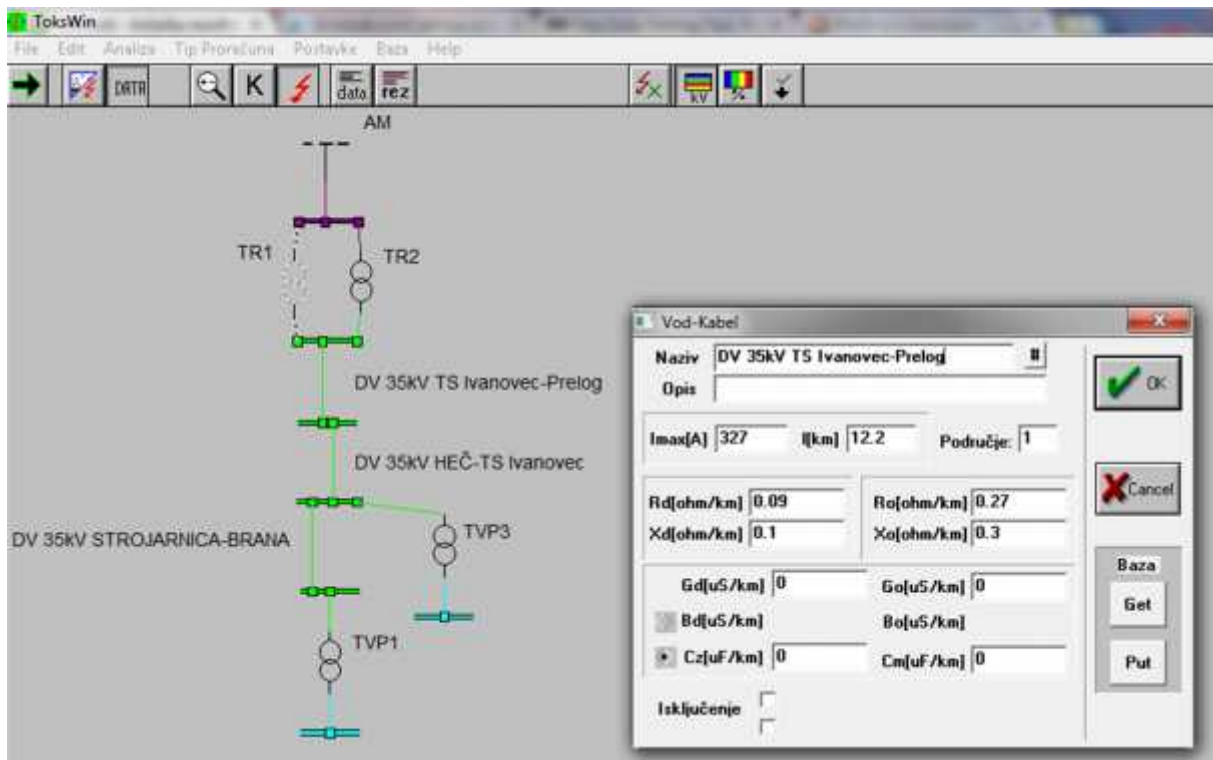 ToksWin
File Edit Analiza Tip Proračuna Postavke Baza Help
DATA K data rez kV
AM
TR1 TR2
DV 35kV TS Ivanovec-Prelog
DV 35kV HEČ-TS Ivanovec
DV 35kV STROJARNICA-BRANA
TVP3
TVP1
Vod-Kabel
Naziv DV 35kV TS Ivanovec-Prelog
Opis
OK
Imax[A] 327 l[km] 12.2 Područje: 1
Rd[ohm/km] 0.09 Ro[ohm/km] 0.27
Xd[ohm/km] 0.1 Xo[ohm/km] 0.3
Cancel
Gd[uS/km] 0 Go[uS/km] 0
Bd[uS/km] Bo[uS/km]
Cz[uF/km] 0 Cm[uF/km] 0
Baza
Get
Put
Isključenje